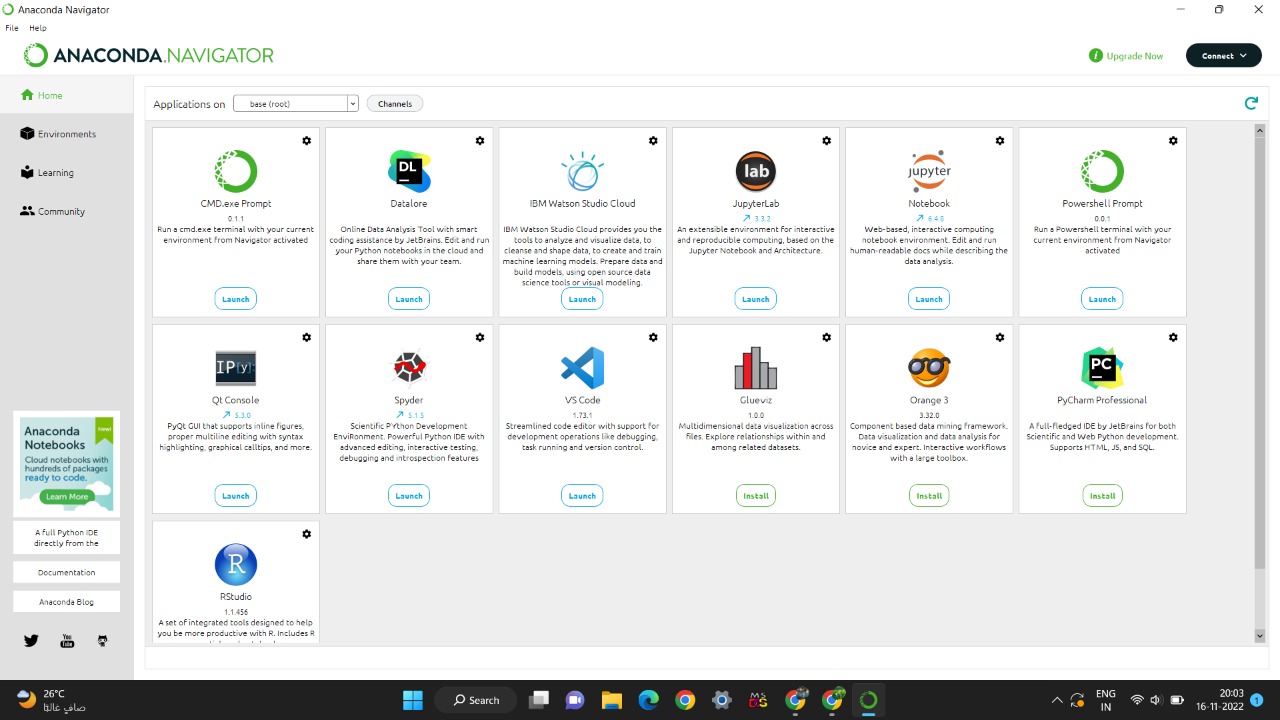 Anaconda Navigator
File Help
ANACONDA.NAVIGATOR
Upgrade Now
Connect
Home
Environments
Learning
Community
Applications on
base (root)
Channels
CMD.exe Prompt
0.1.1
Run a cmd.exe terminal with your current
environment from Navigator activated
Launch
DL
Datalore
Online Data Analysis Tool with smart
coding assistance by JetBrains. Edit and run
your Python notebooks in the cloud and
share them with your team.
Launch
IBM Watson Studio Cloud
IBM Watson Studio Cloud provides you the
tools to analyze and visualize data, to
cleanse and shape data, to create and train
machine learning models. Prepare data and
build models, using open source data
science tools or visual modeling.
Launch
lab
JupyterLab
3.3.2
An extensible environment for interactive
and reproducible computing, based on the
Jupyter Notebook and Architecture.
Launch
jupyter
Notebook
6.4.8
Web-based, interactive computing
notebook environment. Edit and run
human-readable docs while describing the
data analysis.
Launch
Powershell Prompt
0.0.1
Run a Powershell terminal with your
current environment from Navigator
activated
Launch
IP[y]:
Qt Console
5.3.0
PyQt GUI that supports inline figures,
proper multiline editing with syntax
highlighting, graphical calltips, and more.
Launch
Spyder
5.1.5
Scientific PYthon Development
EnviRonment. Powerful Python IDE with
advanced editing, interactive testing,
debugging and introspection features
Launch
VS Code
1.73.1
Streamlined code editor with support for
development operations like debugging,
task running and version control.
Launch
Glueviz
1.0.0
Multidimensional data visualization across
files. Explore relationships within and
among related datasets.
Install
Orange 3
3.32.0
Component based data mining framework.
Data visualization and data analysis for
novice and expert. Interactive workflows
with a large toolbox.
Install
PC
PyCharm Professional
A full-fledged IDE by JetBrains for both
Scientific and Web Python development.
Supports HTML, JS, and SQL.
Install
R
RStudio
1.1.456
A set of integrated tools designed to help
you be more productive with R. Includes R
New!
Anaconda
Notebooks
Cloud notebooks with
hundreds of packages
ready to code.
Learn More
A full Python IDE
directly from the
Documentation
Anaconda Blog
You
Tube
26°C
صافٍ غالبًا
Search
ENG
IN
20:03
16-11-2022
1